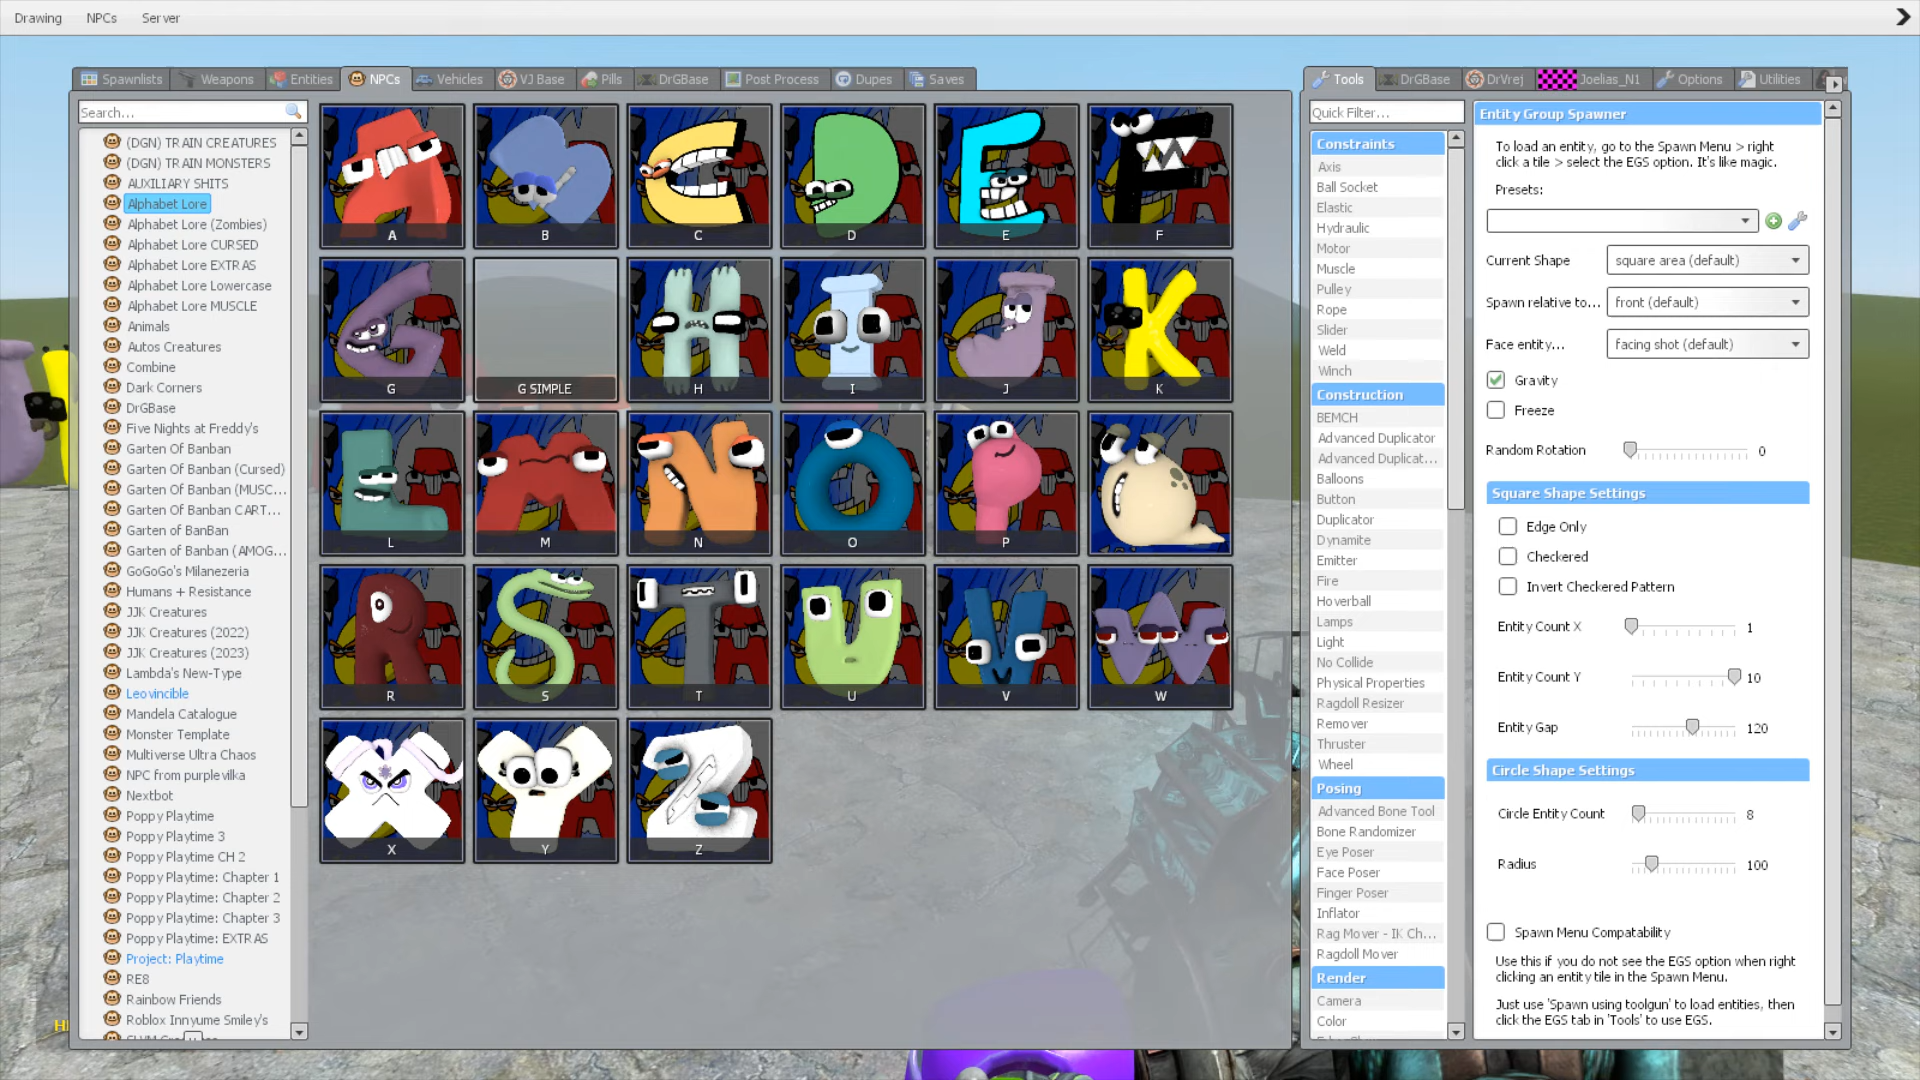 Drawing NPCs Server
Spawnlists Weapons Entities NPCs Vehicles VJ Base Pills DrGBase Post Process Dupes Saves
Search...
(DGN) TRAIN CREATURES
(DGN) TRAIN MONSTERS
AUXILIARY SHITS
Alphabet Lore
Alphabet Lore (Zombies)
Alphabet Lore CURSED
Alphabet Lore EXTRAS
Alphabet Lore Lowercase
Alphabet Lore MUSCLE
Animals
Autos Creatures
Combine
Dark Corners
DrGBase
Five Nights at Freddy's
Garten Of Banban
Garten Of Banban (Cursed)
Garten Of Banban (MUSC...
Garten Of Banban CART...
Garten of BanBan
Garten of Banban (AMOG...
GoGoGo's Milanezeria
Humans + Resistance
JJK Creatures
JJK Creatures (2022)
JJK Creatures (2023)
Lambda's New-Type
Leovincible
Mandela Catalogue
Monster Template
Multiverse Ultra Chaos
NPC from purplevilka
Nextbot
Poppy Playtime
Poppy Playtime 3
Poppy Playtime CH 2
Poppy Playtime: Chapter 1
Poppy Playtime: Chapter 2
Poppy Playtime: Chapter 3
Poppy Playtime: EXTRAS
Project: Playtime
RE8
Rainbow Friends
Roblox Innyume Smiley's
A B C D E F
G G SIMPLE H I J K
L M N O P
R S T U V W
X Y Z
Tools DrGBase DrVrej Joelias_N1 Options Utilities
Quick Filter...
Constraints
Axis
Ball Socket
Elastic
Hydraulic
Motor
Muscle
Pulley
Rope
Slider
Weld
Winch
Construction
BEMCH
Advanced Duplicator
Advanced Duplicat...
Balloons
Button
Duplicator
Dynamite
Emitter
Fire
Hoverball
Lamps
Light
No Collide
Physical Properties
Ragdoll Resizer
Remover
Thruster
Wheel
Posing
Advanced Bone Tool
Bone Randomizer
Eye Poser
Face Poser
Finger Poser
Inflator
Rag Mover - IK Ch...
Ragdoll Mover
Render
Camera
Color
Entity Group Spawner
To load an entity, go to the Spawn Menu > right
click a tile > select the EGS option. It's like magic.
Presets:
Current Shape square area (default)
Spawn relative to... front (default)
Face entity... facing shot (default)
Gravity
Freeze
Random Rotation 0
Square Shape Settings
Edge Only
Checkered
Invert Checkered Pattern
Entity Count X 1
Entity Count Y 10
Entity Gap 120
Circle Shape Settings
Circle Entity Count 8
Radius 100
Spawn Menu Compatability
Use this if you do not see the EGS option when right
clicking an entity tile in the Spawn Menu.
Just use 'Spawn using toolgun' to load entities, then
click the EGS tab in 'Tools' to use EGS.